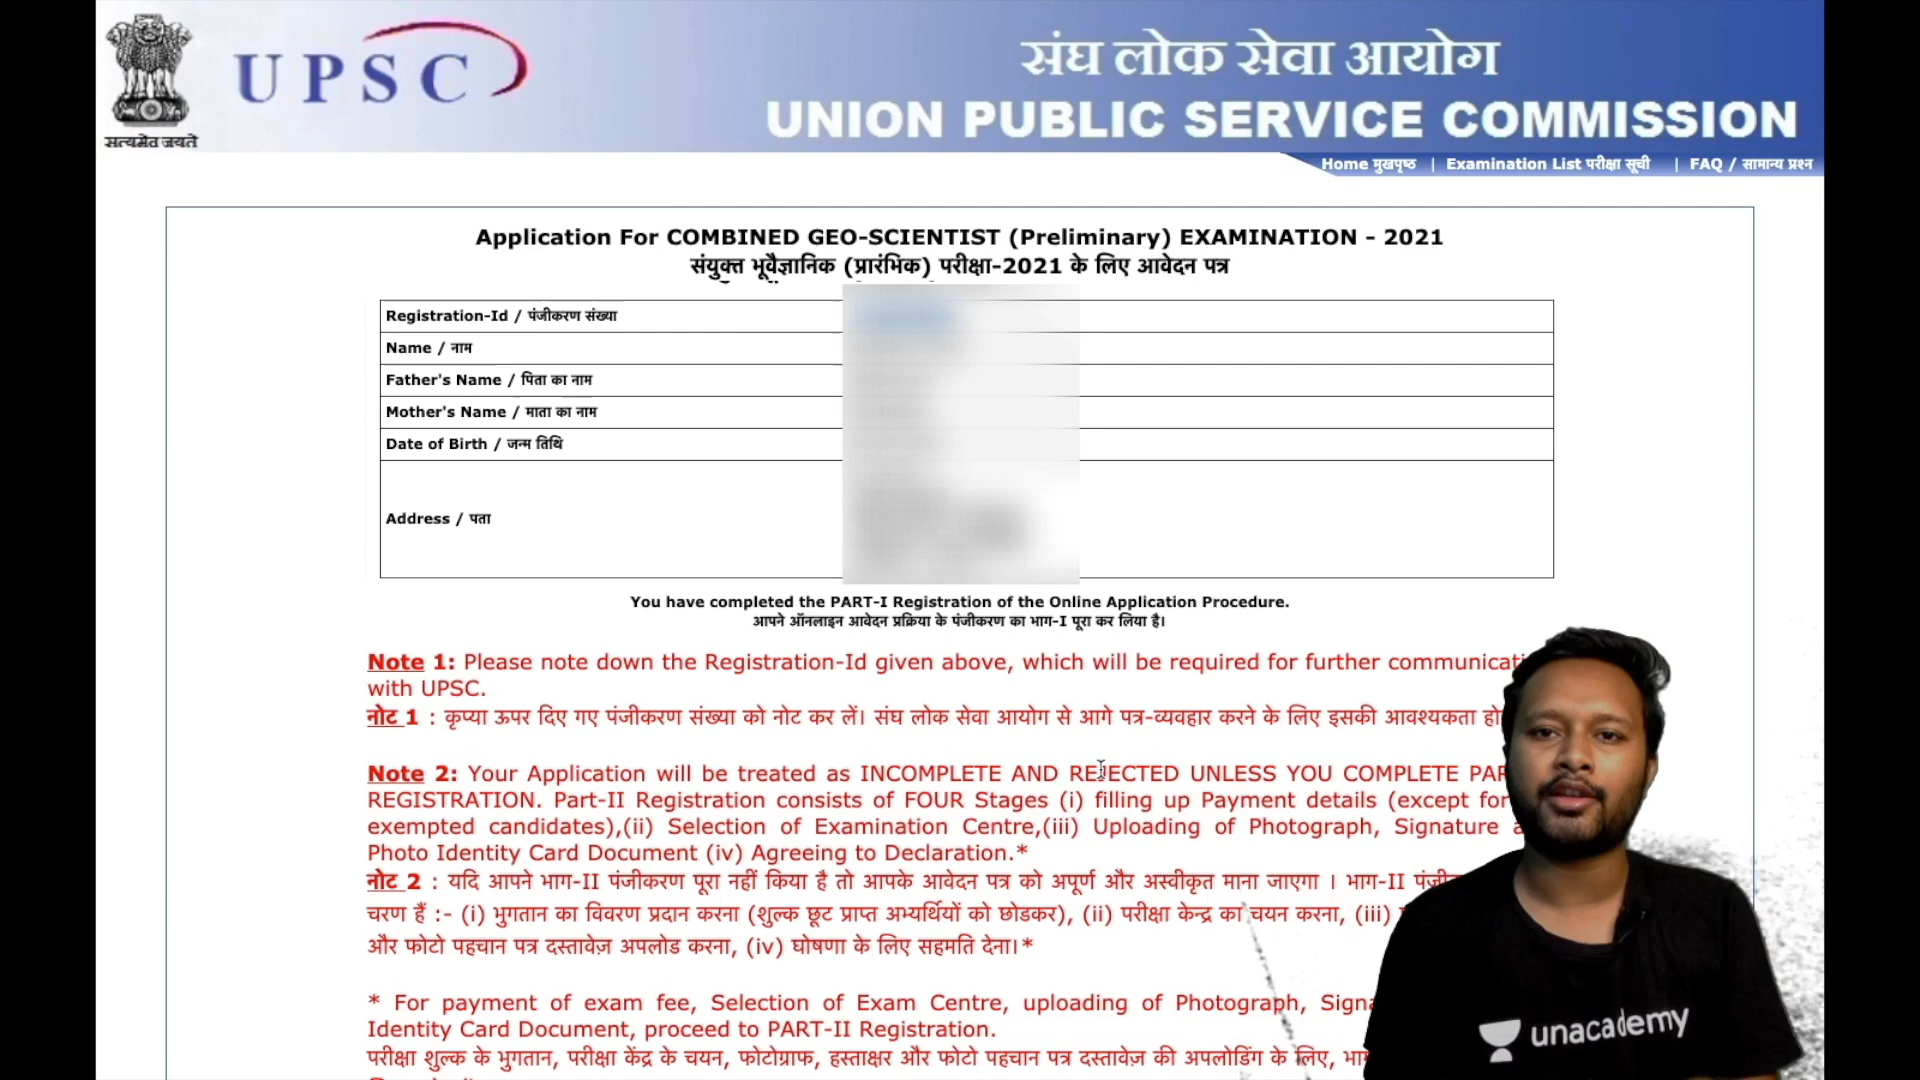 सत्यमेव जयते
UPSC
संघ लोक सेवा आयोग
UNION PUBLIC SERVICE COMMISSION
Home मुखपृष्ठ | Examination List परीक्षा सूची | FAQ / सामान्य प्रश्न
Application For COMBINED GEO-SCIENTIST (Preliminary) EXAMINATION - 2021
संयुक्त भूवैज्ञानिक (प्रारंभिक) परीक्षा-2021 के लिए आवेदन पत्र
Registration-Id / पंजीकरण संख्या
Name / नाम
Father's Name / पिता का नाम
Mother's Name / माता का नाम
Date of Birth / जन्म तिथि
Address / पता
You have completed the PART-I Registration of the Online Application Procedure.
आपने ऑनलाइन आवेदन प्रक्रिया के पंजीकरण का भाग-I पूरा कर लिया है।
Note 1: Please note down the Registration-Id given above, which will be required for further
with UPSC.
नोट 1 : कृप्या ऊपर दिए गए पंजीकरण संख्या को नोट कर लें। संघ लोक सेवा आयोग से आगे पत्र-व्यवहार करने के लिए इसकी आवश्यकता
Note 2: Your Application will be treated as INCOMPLETE AND REJECTED UNLESS YOU COMPLETE
REGISTRATION. Part-II Registration consists of FOUR Stages (i) filling up Payment details (except for
exempted candidates),(ii) Selection of Examination Centre,(iii) Uploading of Photograph, Signature
Photo Identity Card Document (iv) Agreeing to Declaration.*
नोट 2 : यदि आपने भाग-II पंजीकरण पूरा नहीं किया है तो आपके आवेदन पत्र को अपूर्ण और अस्वीकृत माना जाएगा । भाग-II
चरण हैं :- (i) भुगतान का विवरण प्रदान करना (शुल्क छूट प्राप्त अभ्यर्थियों को छोडकर), (ii) परीक्षा केन्द्र का चयन करना, (iii)
और फोटो पहचान पत्र दस्तावेज़ अपलोड करना, (iv) घोषणा के लिए सहमति देना।*
* For payment of exam fee, Selection of Exam Centre, uploading of Photograph,
Identity Card Document, proceed to PART-II Registration.
परीक्षा शुल्क के भुगतान, परीक्षा केंद्र के चयन, फोटोग्राफ, हस्ताक्षर और फोटो पहचान पत्र दस्तावेज़ की अपलोडिंग के लिए,
unacademy